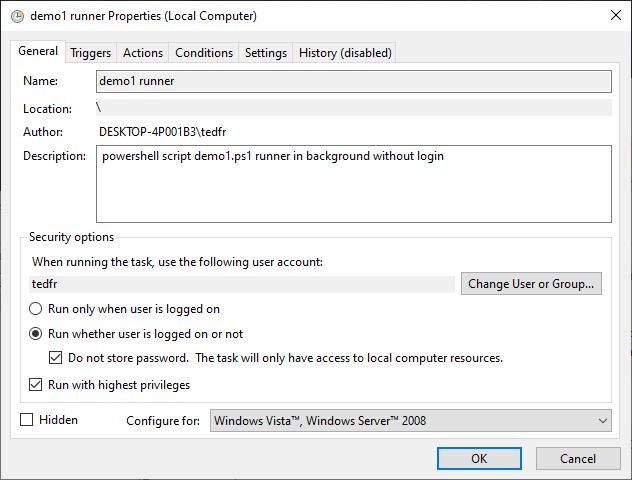 demo1 runner Properties (Local Computer)
General Triggers Actions Conditions Settings History (disabled)
Name: demo1 runner
Location: \
Author: DESKTOP-4P001B3\tedfr
Description: powershell script demo1.ps1 runner in background without login
Security options
When running the task, use the following user account:
tedfr Change User or Group...
Run only when user is logged on
Run whether user is logged on or not
Do not store password. The task will only have access to local computer resources.
Run with highest privileges
Hidden Configure for: Windows Vista™, Windows Server™ 2008
OK Cancel